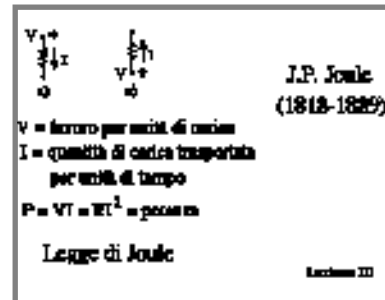 J.P. Joule
(1818-1889)
V = lavoro per unità di carica
I = quantità di carica trasportata
per unità di tempo
P = VI = RI² = potenza
Legge di Joule
Lezione III